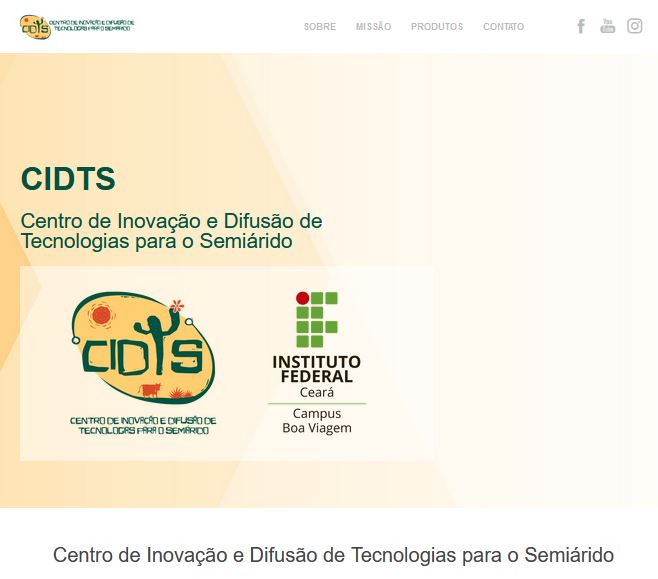 CIDTS CENTRO DE INOVAÇÃO E DIFUSÃO DE
TECNOLOGIAS PARA O SEMIÁRIDO
SOBRE MISSÃO PRODUTOS CONTATO
You
Tube
CIDTS
Centro de Inovação e Difusão de
Tecnologias para o Semiárido
CIDTS
CENTRO DE INOVAÇÃO E DIFUSÃO DE
TECNOLOGIAS PARA O SEMIÁRIDO
INSTITUTO
FEDERAL
Ceará
Campus
Boa Viagem
Centro de Inovação e Difusão de Tecnologias para o Semiárido